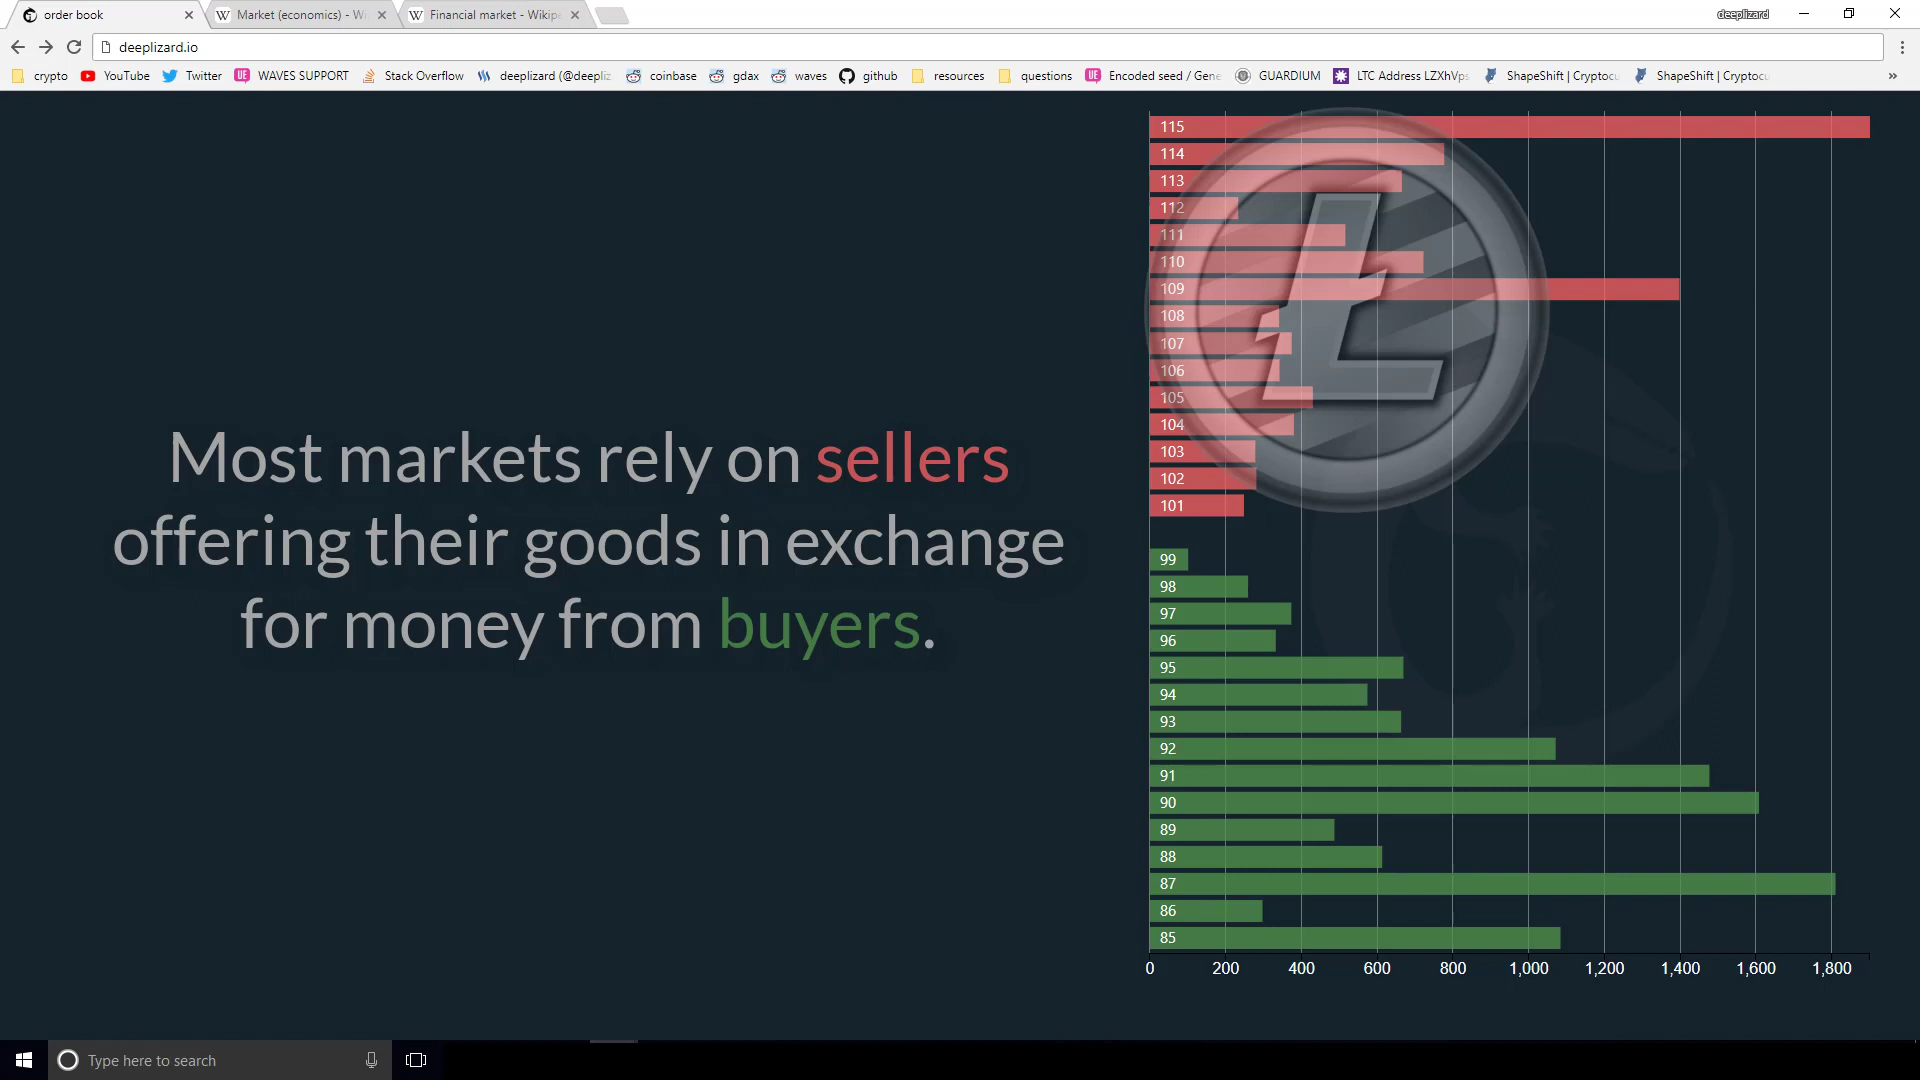 order book
Market (economics) - Wi
Financial market - Wikipe
deeplizard
deeplizard.io
crypto
YouTube
Twitter
WAVES SUPPORT
Stack Overflow
deeplizard (@deepliz
coinbase
gdax
waves
github
resources
questions
Encoded seed / Gene
GUARDIUM
LTC Address LZXhVps
ShapeShift | Cryptocu
ShapeShift | Cryptocu
Most markets rely on sellers
offering their goods in exchange
for money from buyers.
115
114
113
112
111
110
109
108
107
106
105
104
103
102
101
99
98
97
96
95
94
93
92
91
90
89
88
87
86
85
0 200 400 600 800 1,000 1,200 1,400 1,600 1,800
Type here to search